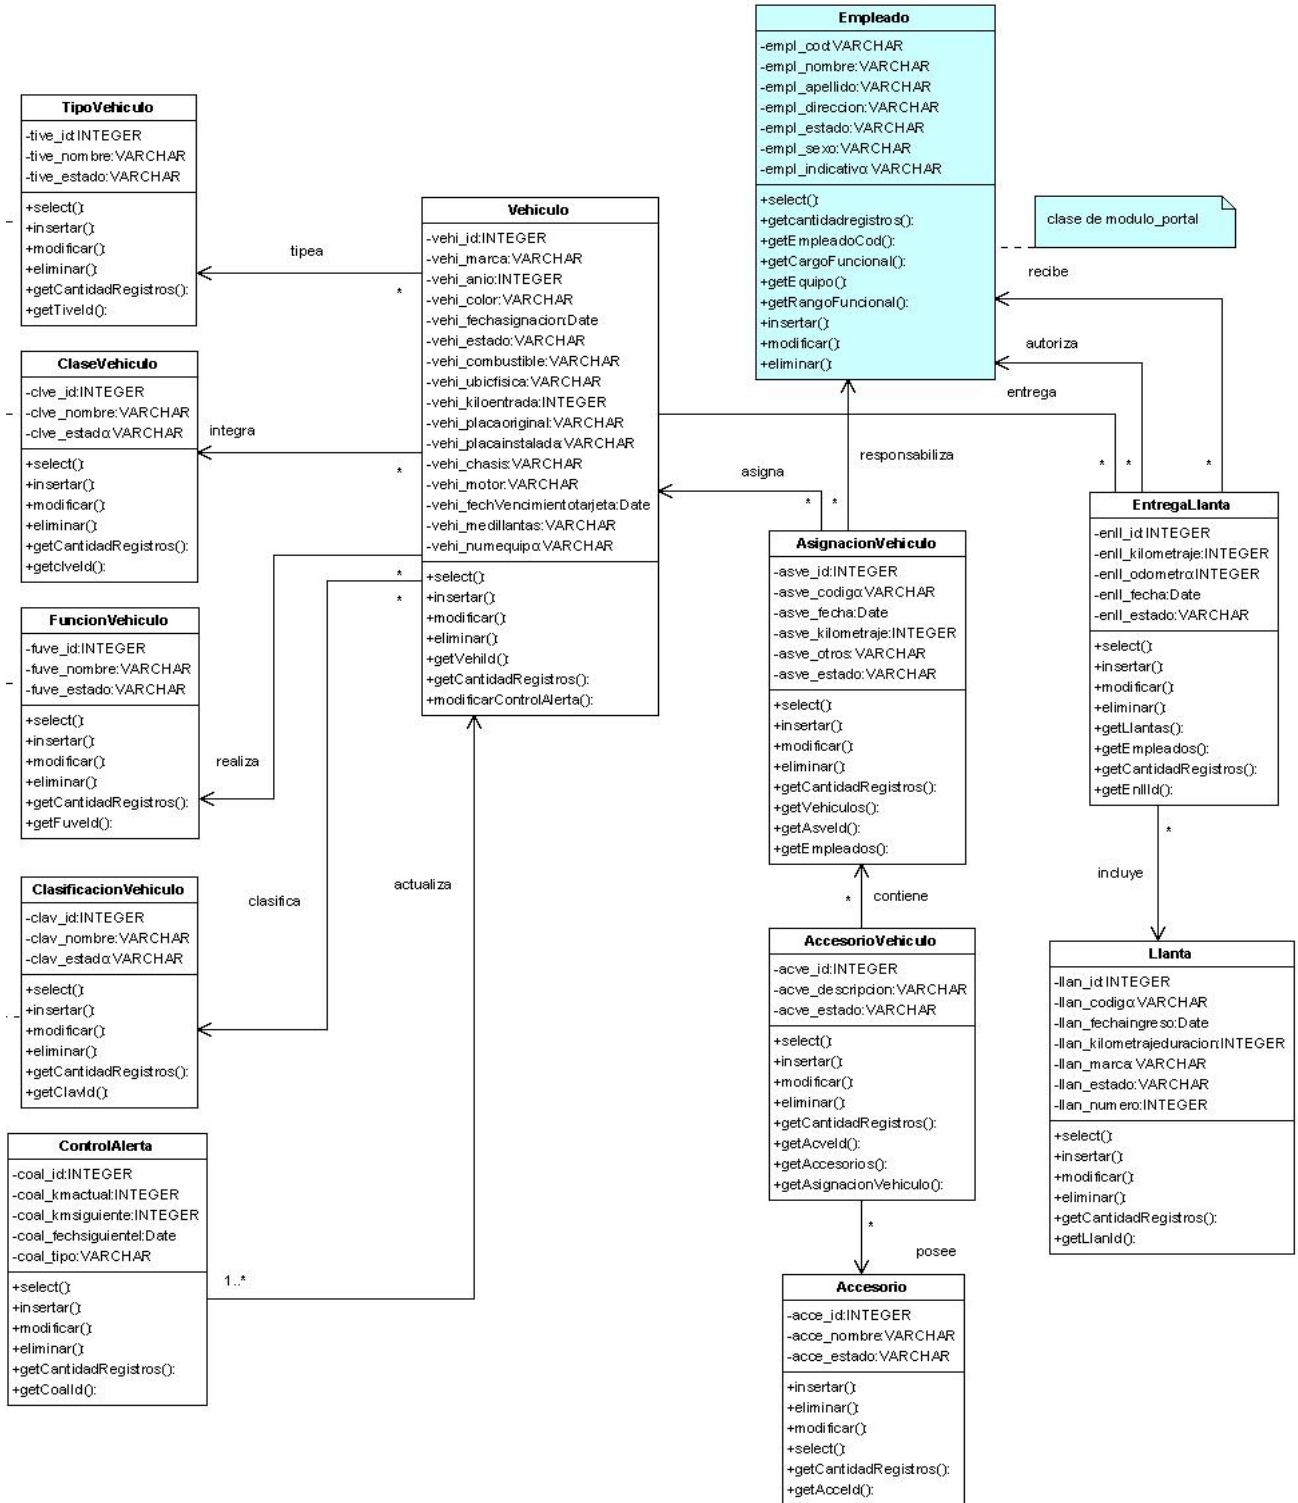 Empleado
-empl_cod:VARCHAR
-empl_nombre:VARCHAR
-empl_apellido:VARCHAR
-empl_direccion:VARCHAR
-empl_estado:VARCHAR
-empl_sexo:VARCHAR
-empl_indicativo:VARCHAR
+select():
+getcantidadregistros():
+getEmpleadoCod():
+getCargoFuncional():
+getEquipo():
+getRangoFuncional():
+insertar():
+modificar():
+eliminar():
clase de modulo_portal
TipoVehiculo
-tive_id:INTEGER
-tive_nombre:VARCHAR
-tive_estado:VARCHAR
+select():
+insertar():
+modificar():
+eliminar():
+getCantidadRegistros():
+getTiveId():
tipea
*
Vehiculo
-vehi_id:INTEGER
-vehi_marca:VARCHAR
-vehi_anio:INTEGER
-vehi_color:VARCHAR
-vehi_fechasignacion:Date
-vehi_estado:VARCHAR
-vehi_combustible:VARCHAR
-vehi_ubicfisica:VARCHAR
-vehi_kiloentrada:INTEGER
-vehi_placaoriginal:VARCHAR
-vehi_placainstalada:VARCHAR
-vehi_chasis:VARCHAR
-vehi_motor:VARCHAR
-vehi_fechVencimientotarjeta:Date
-vehi_medillantas:VARCHAR
-vehi_numequipo:VARCHAR
+select():
+insertar():
+modificar():
+eliminar():
+getVehiId():
+getCantidadRegistros():
+modificarControlAlerta():
recibe
autoriza
entrega
* * *
responsabiliza
asigna
* *
ClaseVehiculo
-clve_id:INTEGER
-clve_nombre:VARCHAR
-clve_estado:VARCHAR
+select():
+insertar():
+modificar():
+eliminar():
+getCantidadRegistros():
+getclveId():
integra
*
EntregaLlanta
-enll_id:INTEGER
-enll_kilometraje:INTEGER
-enll_odometro:INTEGER
-enll_fecha:Date
-enll_estado:VARCHAR
+select():
+insertar():
+modificar():
+eliminar():
+getLlantas():
+getEmpleados():
+getCantidadRegistros():
+getEnllId():
AsignacionVehiculo
-asve_id:INTEGER
-asve_codigo:VARCHAR
-asve_fecha:Date
-asve_kilometraje:INTEGER
-asve_otros:VARCHAR
-asve_estado:VARCHAR
+select():
+insertar():
+modificar():
+eliminar():
+getCantidadRegistros():
+getVehiculos():
+getAsveId():
+getEmpleados():
FuncionVehiculo
-fuve_id:INTEGER
-fuve_nombre:VARCHAR
-fuve_estado:VARCHAR
+select():
+insertar():
+modificar():
+eliminar():
+getCantidadRegistros():
+getFuveId():
*
*
realiza
clasifica
actualiza
*
incluye
* contiene
ClasificacionVehiculo
-clav_id:INTEGER
-clav_nombre:VARCHAR
-clav_estado:VARCHAR
+select():
+insertar():
+modificar():
+eliminar():
+getCantidadRegistros():
+getClavId():
AccesorioVehiculo
-acve_id:INTEGER
-acve_descripcion:VARCHAR
-acve_estado:VARCHAR
+select():
+insertar():
+modificar():
+eliminar():
+getCantidadRegistros():
+getAcveId():
+getAccesorios():
+getAsignacionVehiculo():
Llanta
-llan_id:INTEGER
-llan_codigo:VARCHAR
-llan_fechaingreso:Date
-llan_kilometrajeduracion:INTEGER
-llan_marca:VARCHAR
-llan_estado:VARCHAR
-llan_numero:INTEGER
+select():
+insertar():
+modificar():
+eliminar():
+getCantidadRegistros():
+getLlanId():
ControlAlerta
-coal_id:INTEGER
-coal_kmactual:INTEGER
-coal_kmsiguiente:INTEGER
-coal_fechsiguientel:Date
-coal_tipo:VARCHAR
+select():
+insertar():
+modificar():
+eliminar():
+getCantidadRegistros():
+getCoalId():
1..*
*
posee
Accesorio
-acce_id:INTEGER
-acce_nombre:VARCHAR
-acce_estado:VARCHAR
+insertar():
+eliminar():
+modificar():
+select():
+getCantidadRegistros():
+getAcceId():